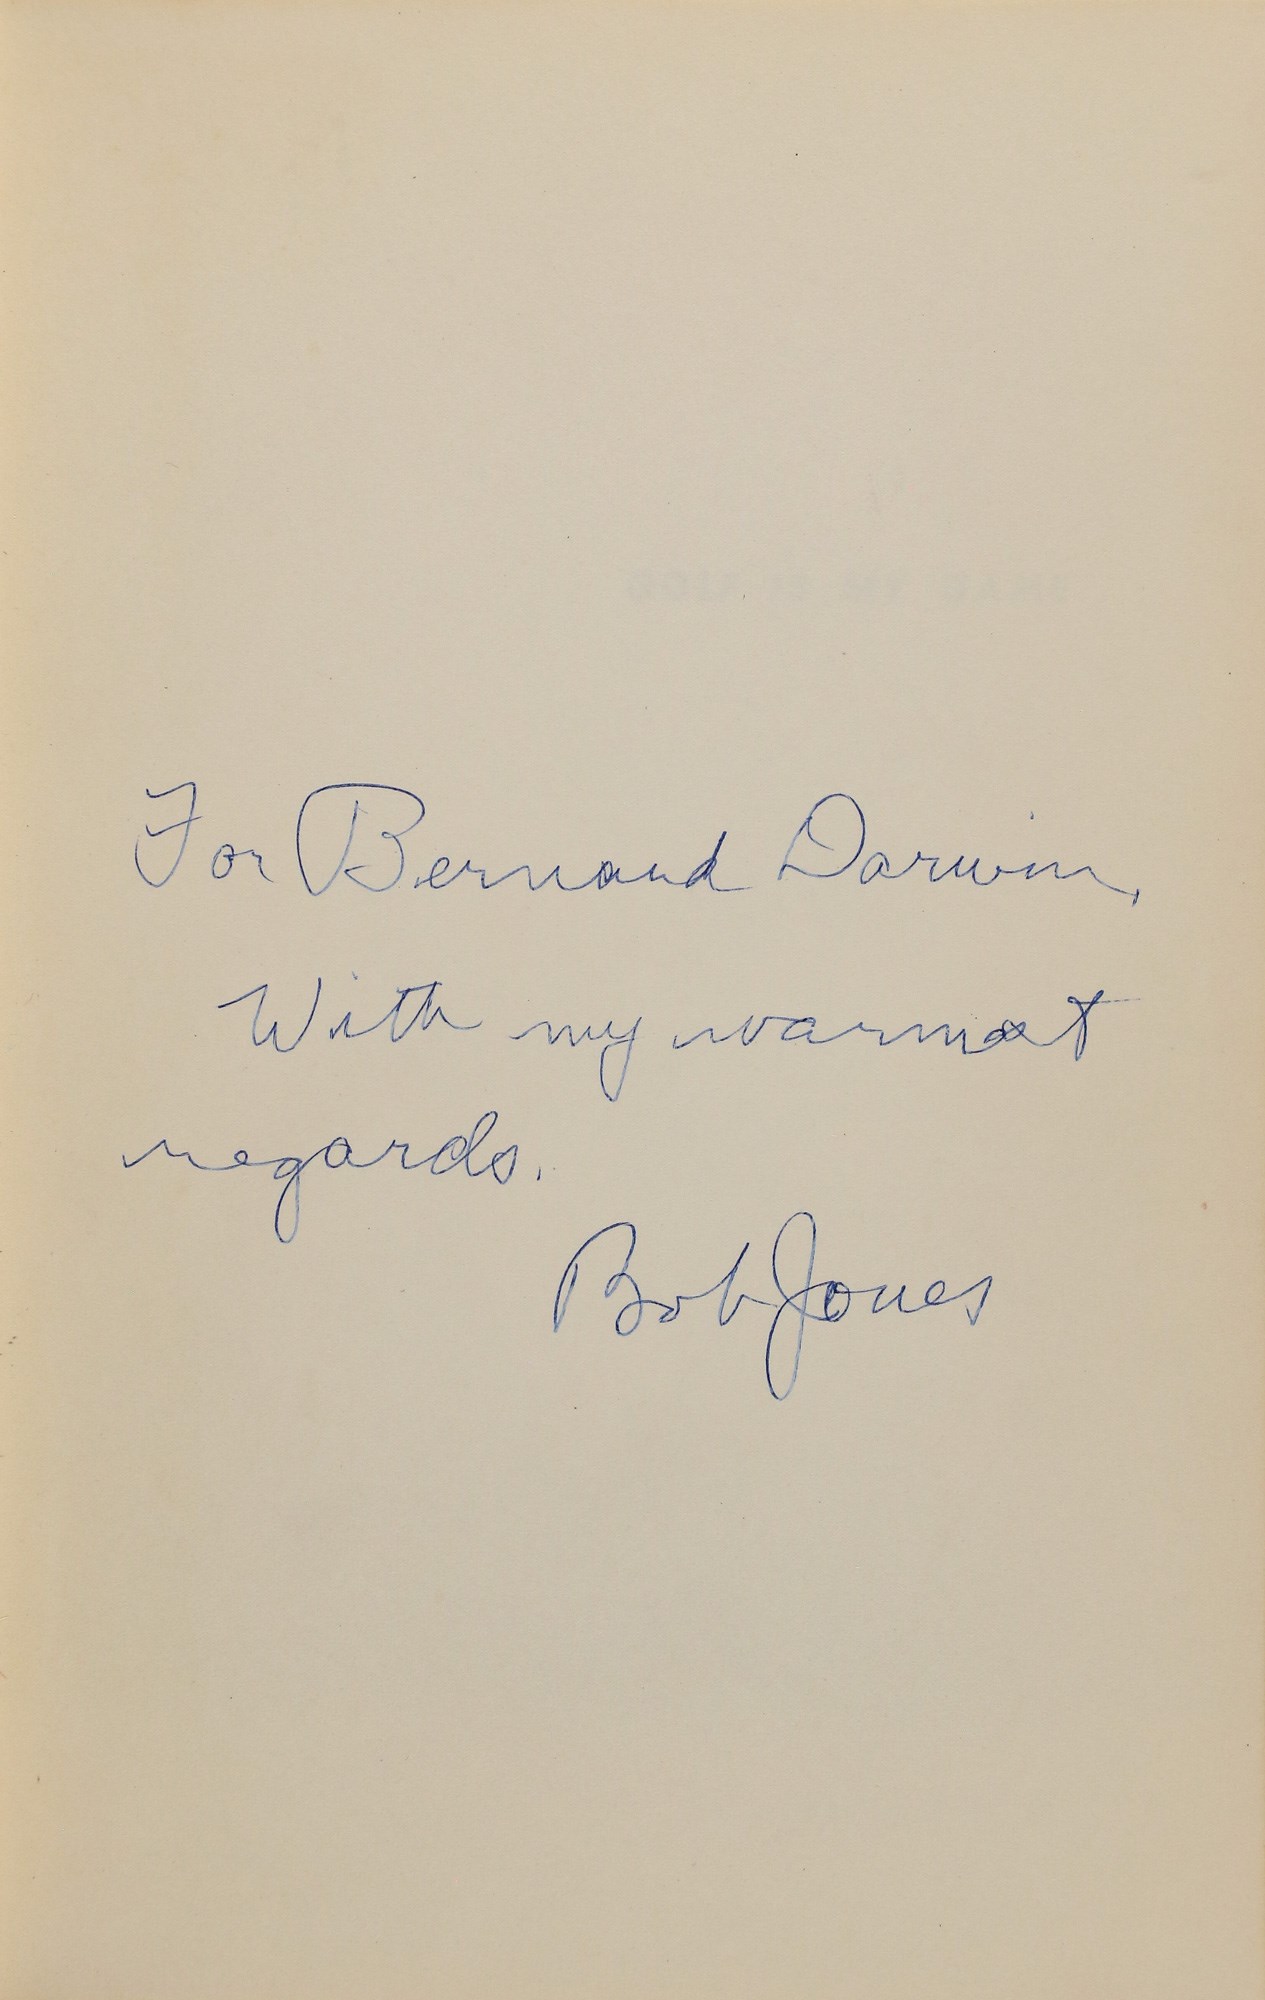 For Bernard Darwin,
With my warmest
regards.
Bob Jones